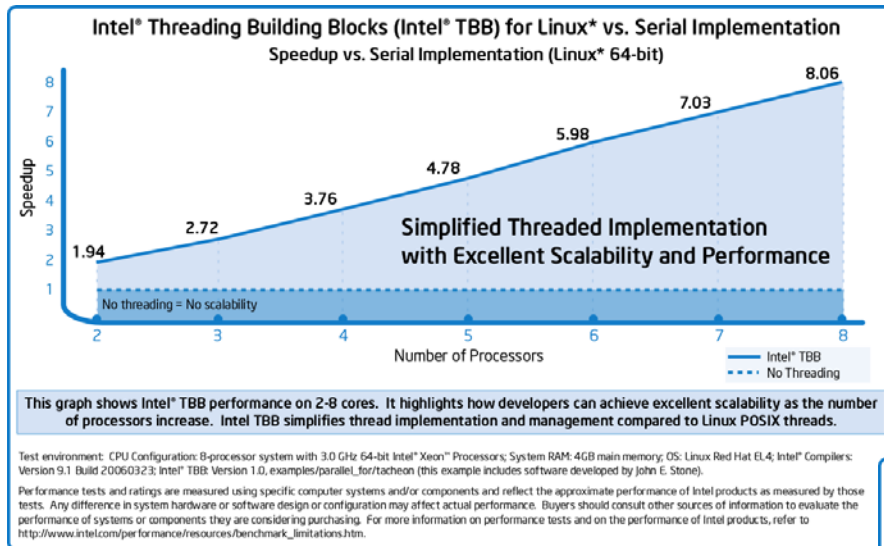 Intel® Threading Building Blocks (Intel® TBB) for Linux* vs. Serial Implementation
Speedup vs. Serial Implementation (Linux* 64-bit)
8
7
6
5
4
3
2
1
Speedup
1.94
2.72
3.76
4.78
5.98
7.03
8.06
Simplified Threaded Implementation
with Excellent Scalability and Performance
No threading = No scalability
2 3 4 5 6 7 8
Number of Processors
Intel® TBB
No Threading
This graph shows Intel® TBB performance on 2-8 cores. It highlights how developers can achieve excellent scalability as the number
of processors increase. Intel TBB simplifies thread implementation and management compared to Linux POSIX threads.
Test environment: CPU Configuration: 8-processor system with 3.0 GHz 64-bit Intel® Xeon™ Processors; System RAM: 4GB main memory; OS: Linux Red Hat EL4; Intel® Compilers:
Version 9.1 Build 20060323; Intel® TBB: Version 1.0, examples/parallel_for/tacheon (this example includes software developed by John E. Stone).
Performance tests and ratings are measured using specific computer systems and/or components and reflect the approximate performance of Intel products as measured by those
tests. Any difference in system hardware or software design or configuration may affect actual performance. Buyers should consult other sources of information to evaluate the
performance of systems or components they are considering purchasing. For more information on performance tests and on the performance of Intel products, refer to
http://www.intel.com/performance/resources/benchmark_limitations.htm.